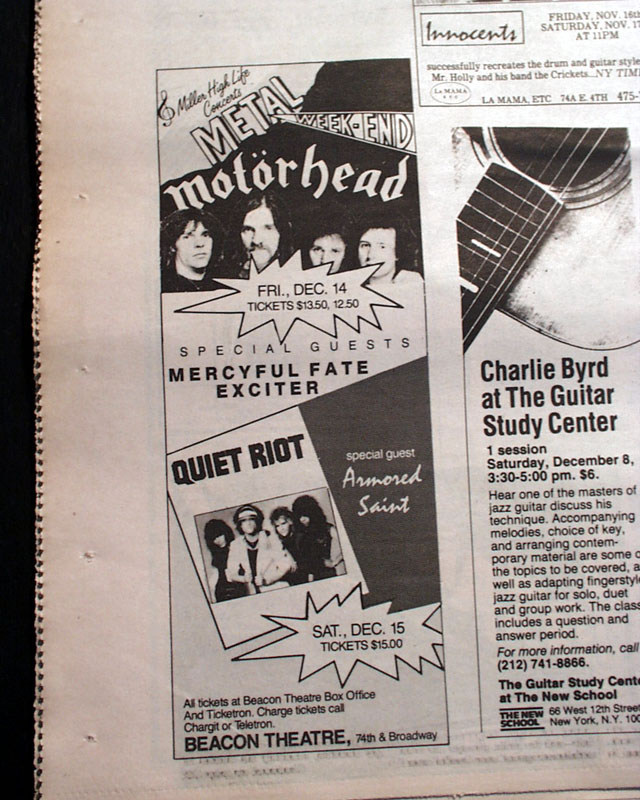 Miller High Life
Concerts
METAL
WEEK-END
motörhead
FRI., DEC. 14
TICKETS $13.50, 12.50
SPECIAL GUESTS
MERCYFUL FATE
EXCITER
QUIET RIOT
special guest
Armored
Saint
SAT., DEC. 15
TICKETS $15.00
All tickets at Beacon Theatre Box Office
And Ticketron. Charge tickets call
Chargit or Teletron.
BEACON THEATRE, 74th & Broadway
Innocents
FRIDAY, NOV. 16th
SATURDAY, NOV. 17
AT 11PM
successfully recreates the drum and guitar style
Mr. Holly and his band the Crickets...NY TIM
LA MAMA
LA MAMA, ETC 74A E. 4TH 475-
Charlie Byrd
at The Guitar
Study Center
1 session
Saturday, December 8,
3:30-5:00 pm. $6.
Hear one of the masters of
jazz guitar discuss his
technique. Accompanying
melodies, choice of key,
and arranging contem-
porary material are some o
the topics to be covered, a
well as adapting fingerstyle
jazz guitar for solo, duet
and group work. The class
includes a question and
answer period.
For more information, call
(212) 741-8866.
The Guitar Study Cente
at The New School
THE NEW
SCHOOL
66 West 12th Street
New York, N.Y. 100